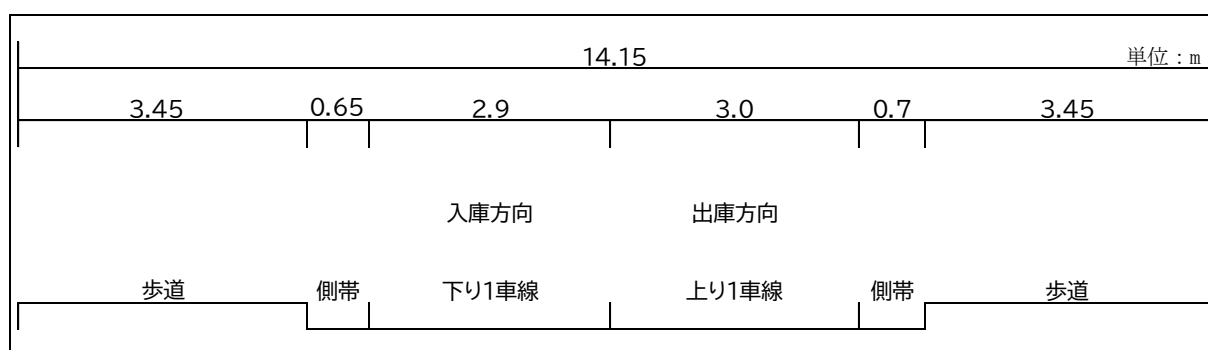 14.15 単位：m
3.45 0.65 2.9 3.0 0.7 3.45
入庫方向 出庫方向
歩道 側帯 下り1車線 上り1車線 側帯 歩道